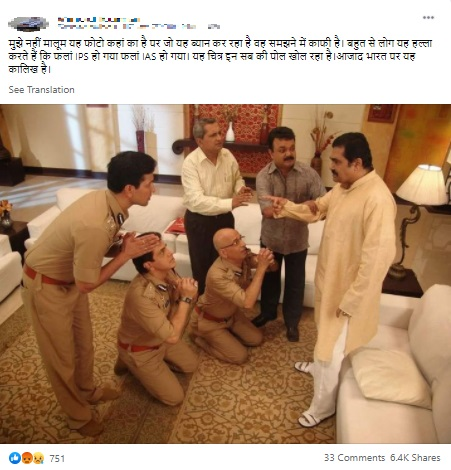 मुझे नहीं मालूम यह फोटो कहां का है पर जो यह ब्यान कर रहा है वह समझने में काफी है। बहुत से लोग यह हल्ला
करते हैं कि फलां IPS हो गया फलां IAS हो गया। यह चित्र इन सब की पोल खोल रहा है।आजाद भारत पर यह
कालिख है।
See Translation
751
33 Comments 6.4K Shares